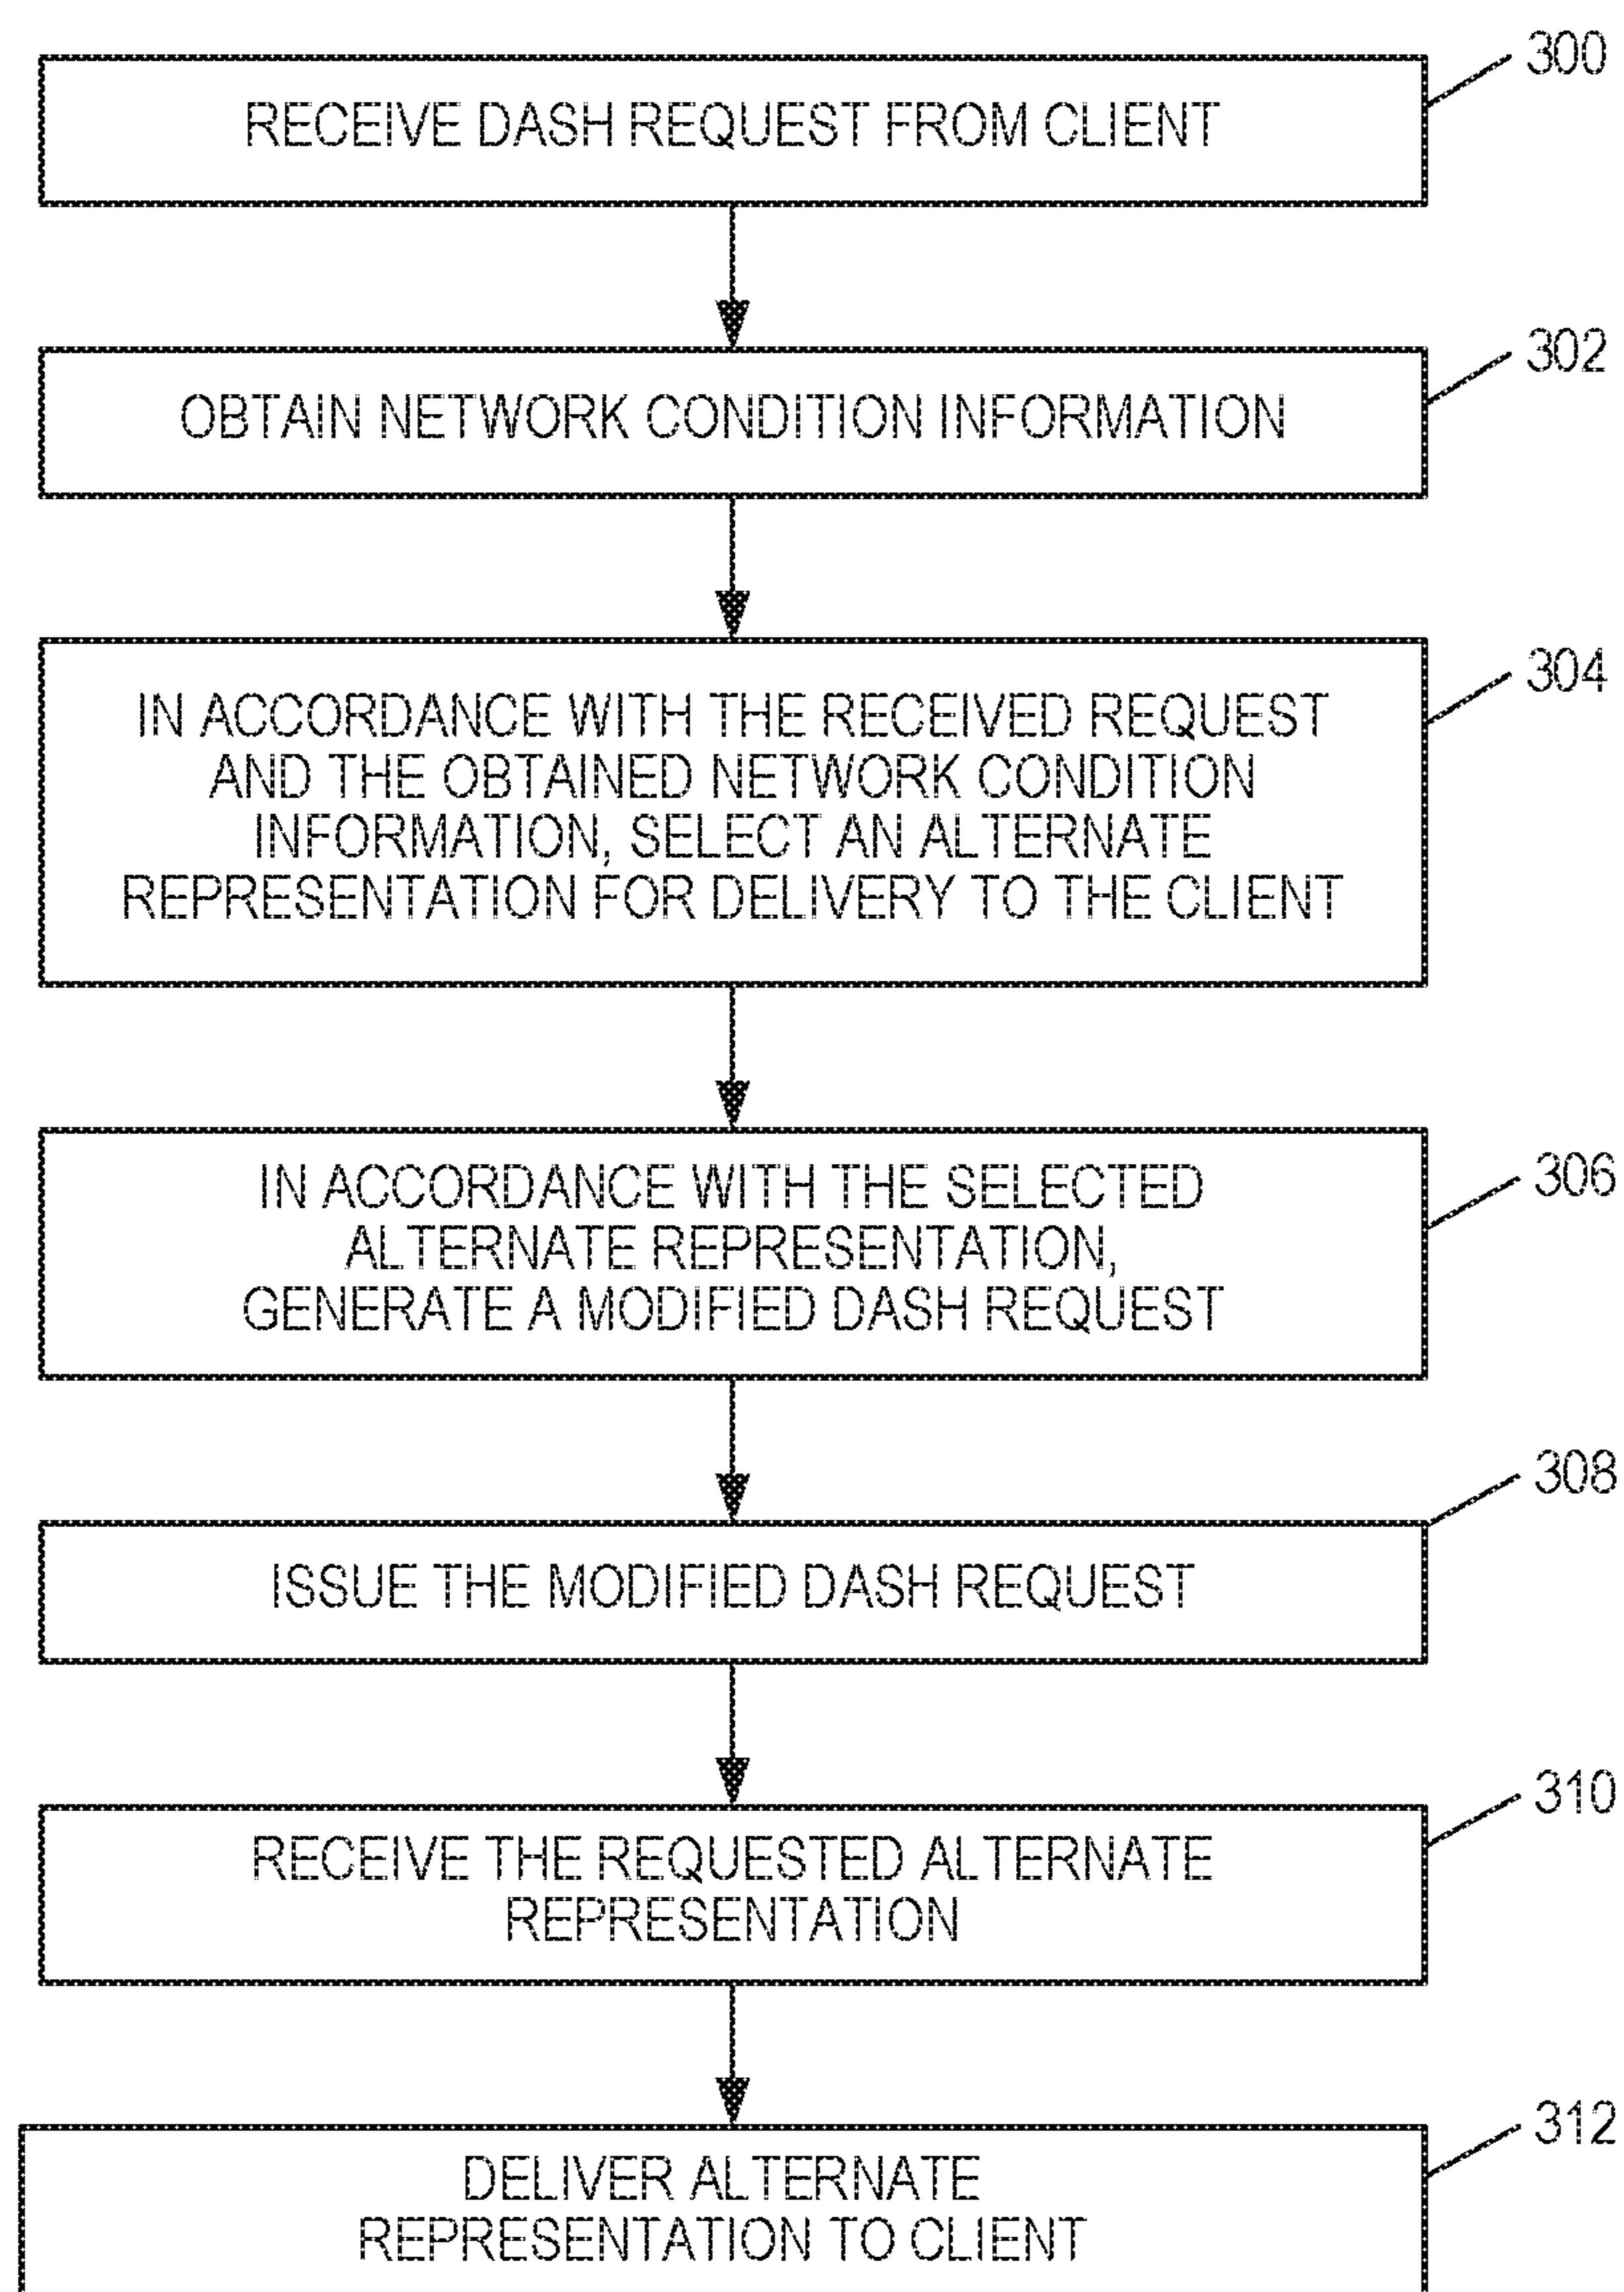 300
RECEIVE DASH REQUEST FROM CLIENT
302
OBTAIN NETWORK CONDITION INFORMATION
304
IN ACCORDANCE WITH THE RECEIVED REQUEST
AND THE OBTAINED NETWORK CONDITION
INFORMATION, SELECT AN ALTERNATE
REPRESENTATION FOR DELIVERY TO THE CLIENT
306
IN ACCORDANCE WITH THE SELECTED
ALTERNATE REPRESENTATION,
GENERATE A MODIFIED DASH REQUEST
308
ISSUE THE MODIFIED DASH REQUEST
310
RECEIVE THE REQUESTED ALTERNATE
REPRESENTATION
312
DELIVER ALTERNATE
REPRESENTATION TO CLIENT